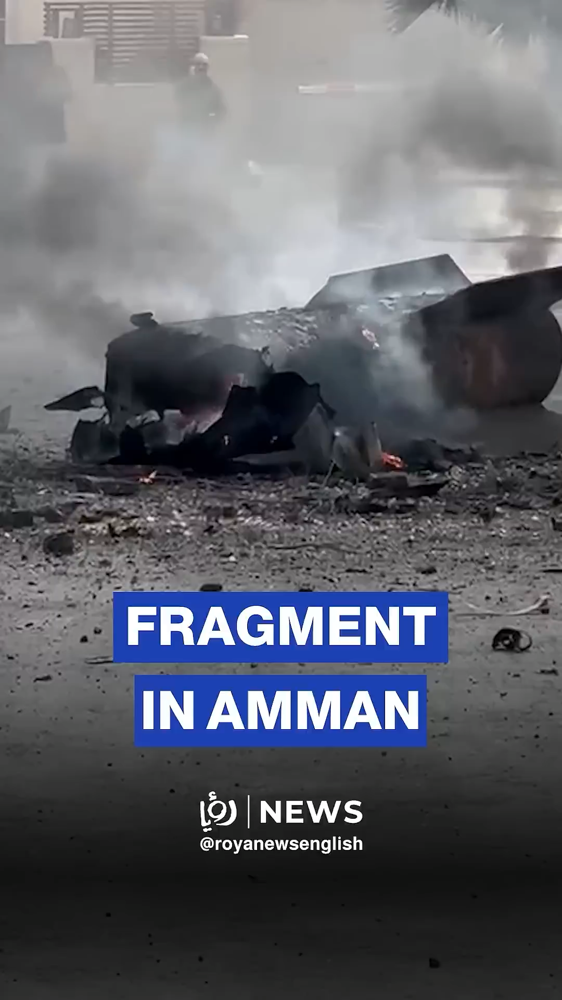 FRAGMENT
IN AMMAN
رؤيا | NEWS
@royanewsenglish